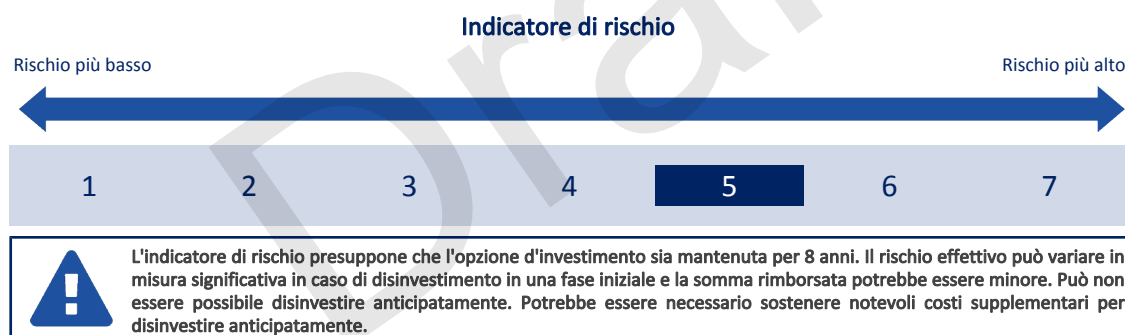 Indicatore di rischio
Rischio più basso
Rischio più alto
1 2 3 4 5 6 7
L'indicatore di rischio presuppone che l'opzione d'investimento sia mantenuta per 8 anni. Il rischio effettivo può variare in
misura significativa in caso di disinvestimento in una fase iniziale e la somma rimborsata potrebbe essere minore. Può non
essere possibile disinvestire anticipatamente. Potrebbe essere necessario sostenere notevoli costi supplementari per
disinvestire anticipatamente.